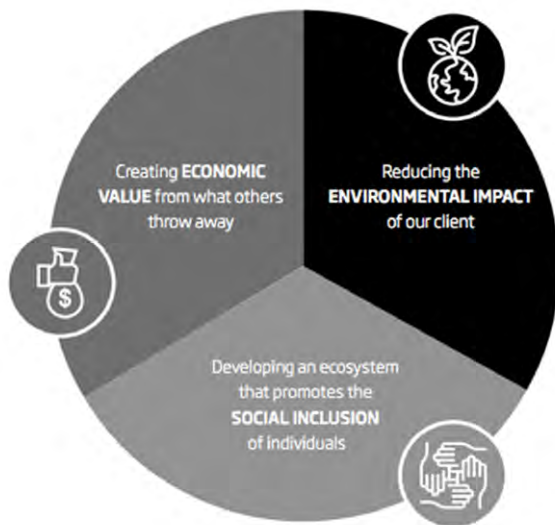 Creating ECONOMIC
VALUE from what others
throw away
Reducing the
ENVIRONMENTAL IMPACT
of our client
$
Developing an ecosystem
that promotes the
SOCIAL INCLUSION
of individuals